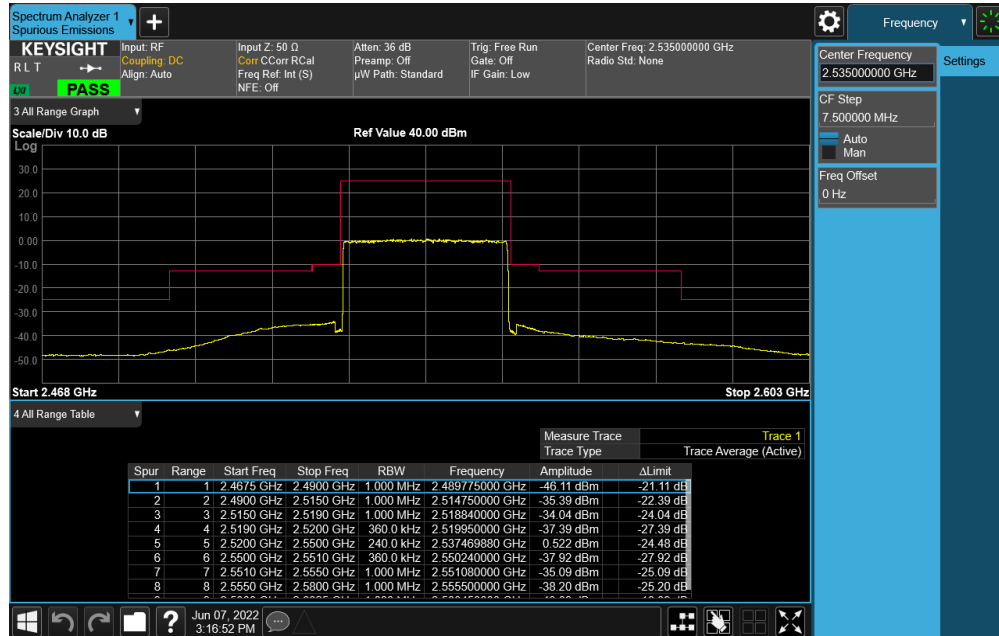 Spectrum Analyzer 1
Spurious Emissions
Frequency
KEYSIGHT
RLT
LXI
PASS
Input: RF
Coupling: DC
Align: Auto
Input Z: 50 Ω
Corr CCorr RCal
Freq Ref: Int (S)
NFE: Off
Atten: 36 dB
Preamp: Off
µW Path: Standard
Trig: Free Run
Gate: Off
IF Gain: Low
Center Freq: 2.535000000 GHz
Radio Std: None
Center Frequency
2.535000000 GHz
Settings
CF Step
7.500000 MHz
Auto
Man
Freq Offset
0 Hz
3 All Range Graph
Scale/Div 10.0 dB
Ref Value 40.00 dBm
Log
30.0
20.0
10.0
0.00
-10.0
-20.0
-30.0
-40.0
-50.0
Start 2.468 GHz
Stop 2.603 GHz
4 All Range Table
Measure Trace Trace 1
Trace Type Trace Average (Active)
Spur Range Start Freq Stop Freq RBW Frequency Amplitude ΔLimit
1 1 2.4675 GHz 2.4900 GHz 1.000 MHz 2.489775000 GHz -46.11 dBm -21.11 dB
2 2 2.4900 GHz 2.5150 GHz 1.000 MHz 2.514750000 GHz -35.39 dBm -22.39 dB
3 3 2.5150 GHz 2.5190 GHz 1.000 MHz 2.518840000 GHz -34.04 dBm -24.04 dB
4 4 2.5190 GHz 2.5200 GHz 360.0 kHz 2.519950000 GHz -37.39 dBm -27.39 dB
5 5 2.5200 GHz 2.5500 GHz 240.0 kHz 2.537469880 GHz 0.522 dBm -24.48 dB
6 6 2.5500 GHz 2.5510 GHz 360.0 kHz 2.550240000 GHz -37.92 dBm -27.92 dB
7 7 2.5510 GHz 2.5550 GHz 1.000 MHz 2.551080000 GHz -35.09 dBm -25.09 dB
8 8 2.5550 GHz 2.5800 GHz 1.000 MHz 2.555500000 GHz -38.20 dBm -25.20 dB
Jun 07, 2022
3:16:52 PM